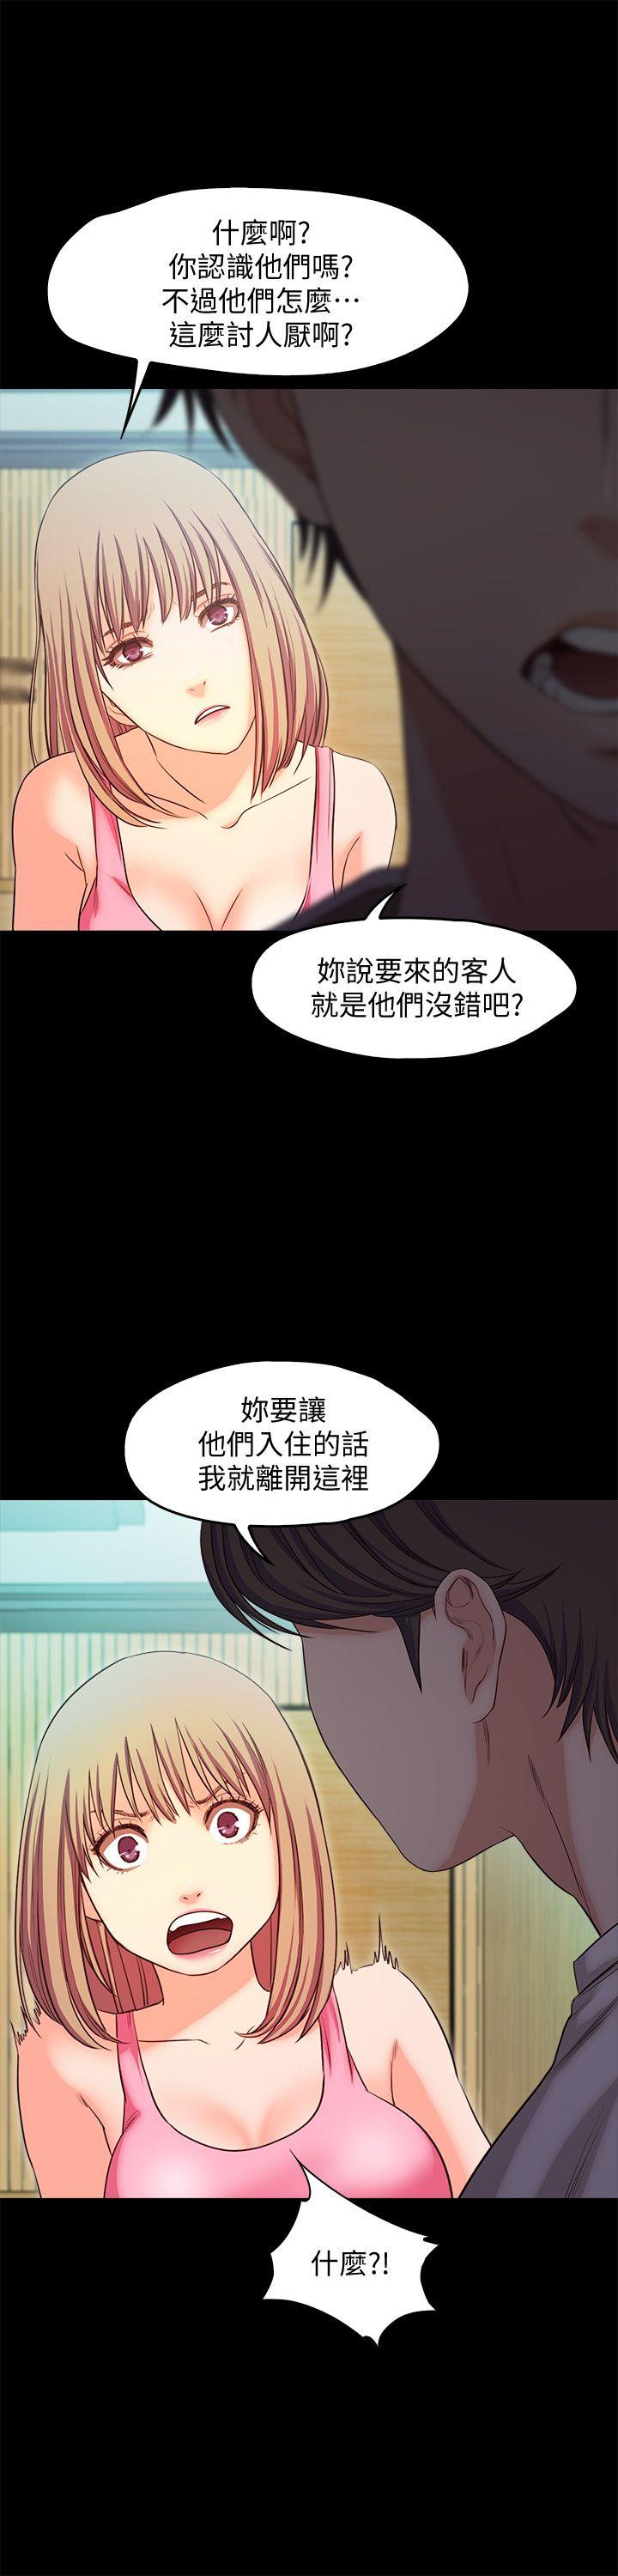 什麼啊?
你認識他們嗎?
不過他們怎麼⋯
這麼討人厭啊?
妳說要來的客人
就是他們沒錯吧?
妳要讓
他們入住的話
我就離開這裡
什麼?!